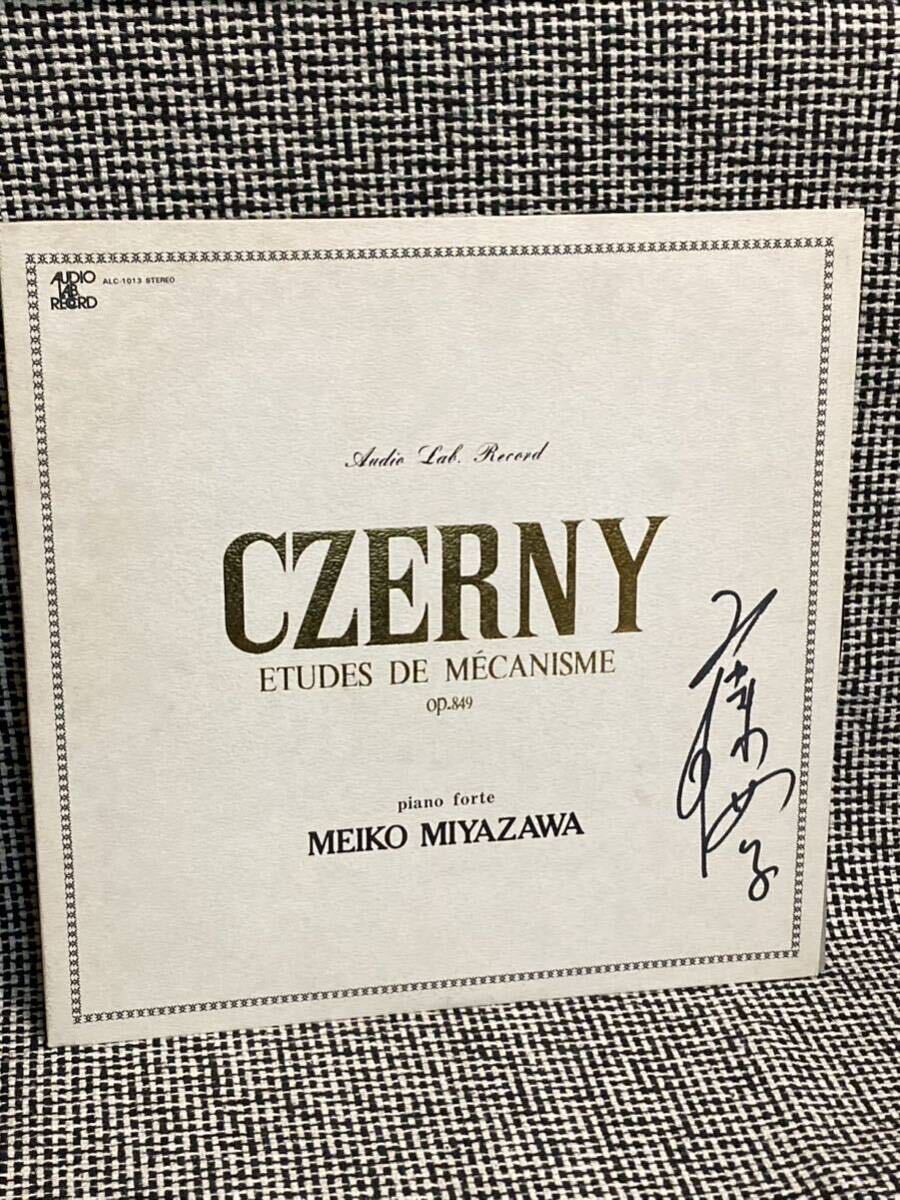 AUDIO
LAB.
RECORD
ALC-1013 STEREO
Audio Lab. Record
CZERNY
ETUDES DE MÉCANISME
op.849
piano forte
MEIKO MIYAZAWA